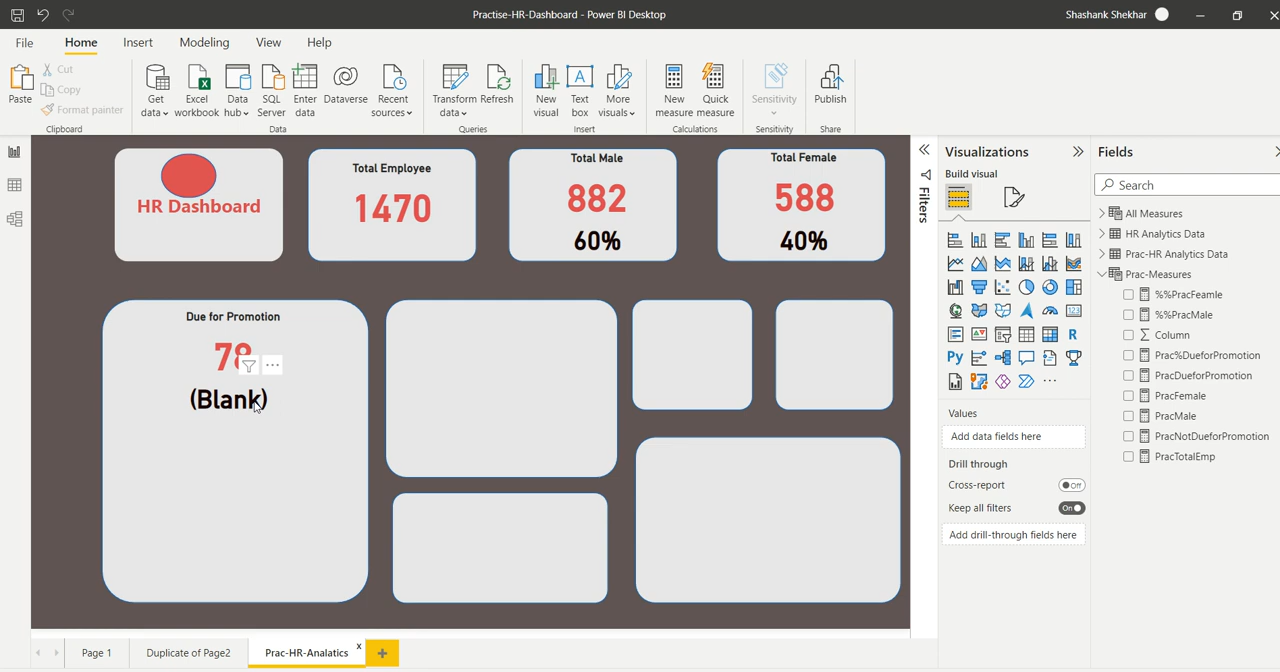 Practise-HR-Dashboard - Power BI Desktop
Shashank Shekhar
File Home Insert Modeling View Help
Paste
Cut
Copy
Format painter
Clipboard
Get data
Excel workbook
Data hub
SQL Server
Enter data
Dataverse
Recent sources
Data
Transform data
Refresh
Queries
New visual
Text box
More visuals
Insert
New measure
Quick measure
Calculations
Sensitivity
Sensitivity
Publish
Share
HR Dashboard
Total Employee
1470
Total Male
882
60%
Total Female
588
40%
Due for Promotion
78
(Blank)
Filters
Visualizations
Build visual
123
R
Py
Values
Add data fields here
Drill through
Cross-report
Off
Keep all filters
On
Add drill-through fields here
Fields
Search
All Measures
HR Analytics Data
Prac-HR Analytics Data
Prac-Measures
%%PracFeamle
%%PracMale
Column
Prac%DueforPromotion
PracDueforPromotion
PracFemale
PracMale
PracNotDueforPromotion
PracTotalEmp
Page 1
Duplicate of Page2
Prac-HR-Analatics
x
+